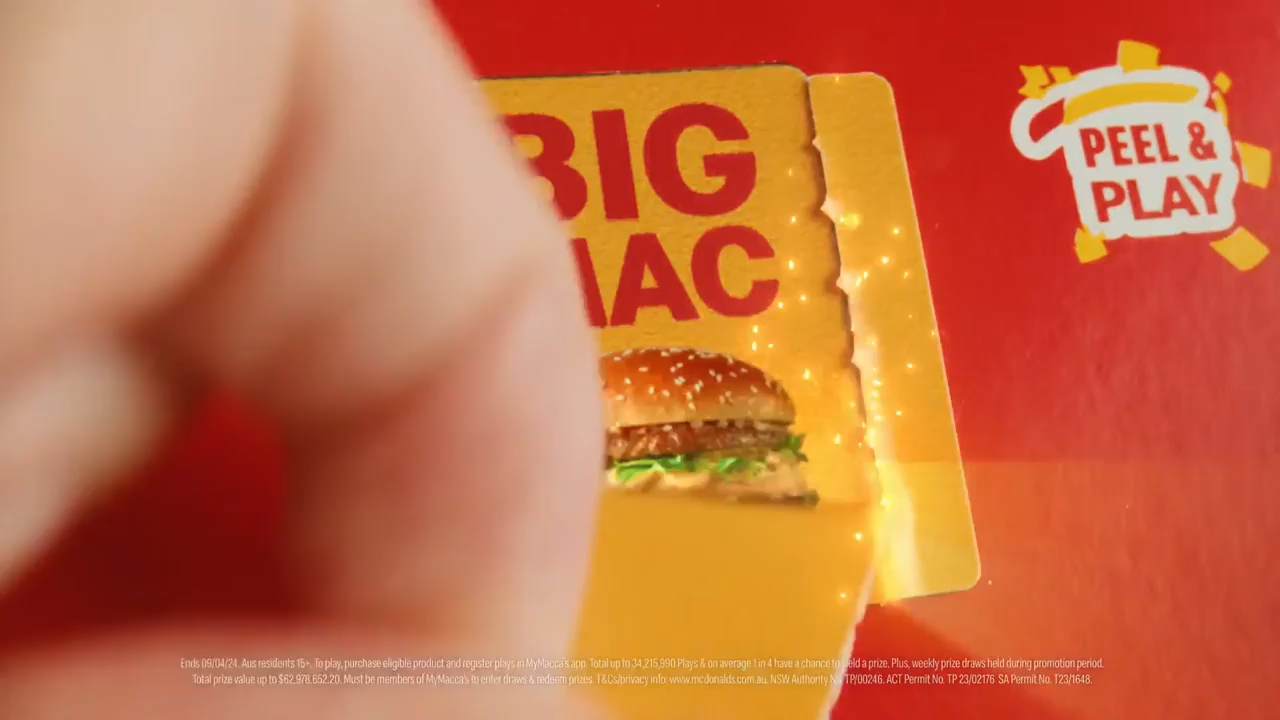 BIG
MAC
PEEL &
PLAY
Ends 09/04/24. Aus residents 15+. To play, purchase eligible product and register plays in MyMacca's app. Total up to 34,215,990 Plays & on average 1 in 4 have a chance to yield a prize. Plus, weekly prize draws held during promotion period.
Total prize value up to $62,978,652.20. Must be members of MyMacca's to enter draws & redeem prizes. T&Cs/privacy info: www.mcdonalds.com.au. NSW Authority No. TP/00246. ACT Permit No. TP 23/02176 SA Permit No. T23/1648.